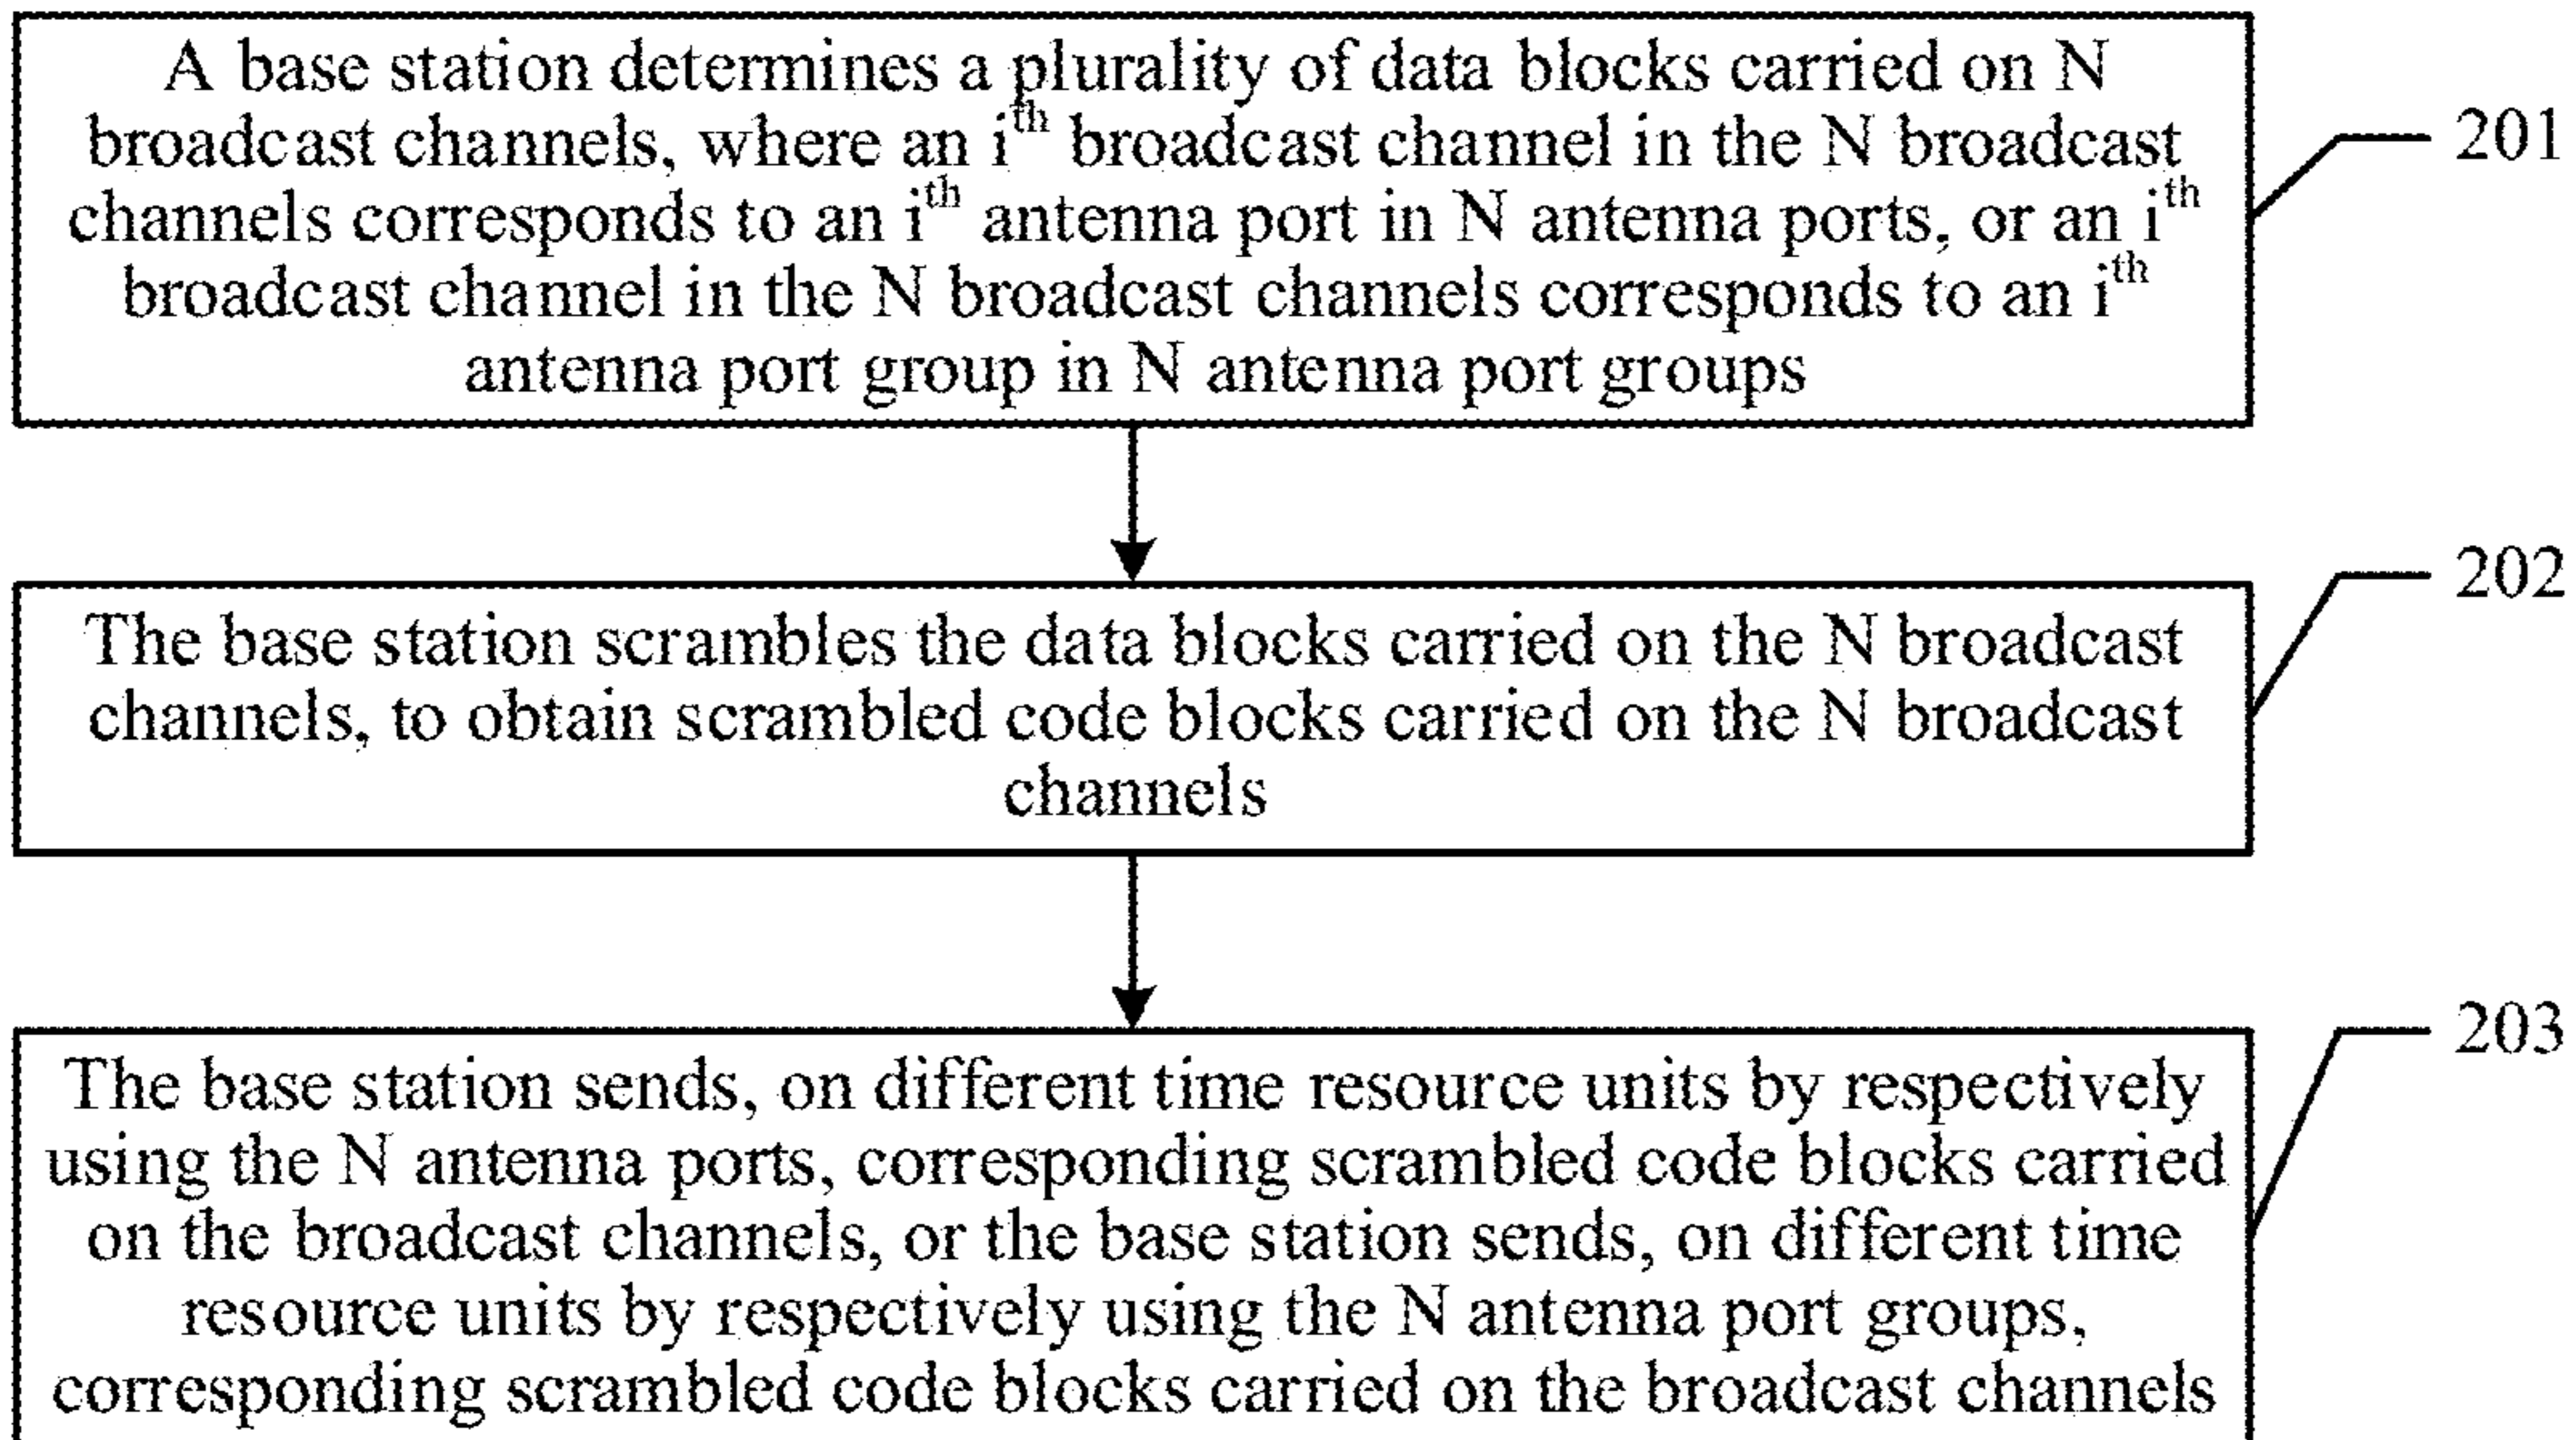 A base station determines a plurality of data blocks carried on N
broadcast channels, where an i^th broadcast channel in the N broadcast
channels corresponds to an i^th antenna port in N antenna ports, or an i^th
broadcast channel in the N broadcast channels corresponds to an i^th
antenna port group in N antenna port groups
201
The base station scrambles the data blocks carried on the N broadcast
channels, to obtain scrambled code blocks carried on the N broadcast
channels
202
The base station sends, on different time resource units by respectively
using the N antenna ports, corresponding scrambled code blocks carried
on the broadcast channels, or the base station sends, on different time
resource units by respectively using the N antenna port groups,
corresponding scrambled code blocks carried on the broadcast channels
203